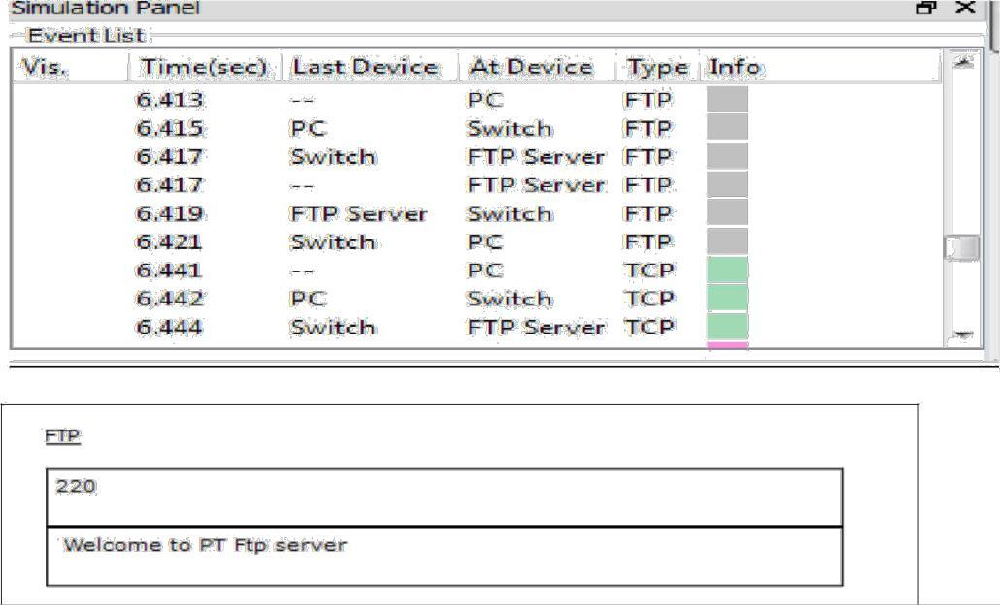 Simulation Panel
Event List
Vis. Time(sec) Last Device At Device Type Info
6.413 -- PC FTP
6.415 PC Switch FTP
6.417 Switch FTP Server FTP
6.417 -- FTP Server FTP
6.419 FTP Server Switch FTP
6.421 Switch PC FTP
6.441 -- PC TCP
6.442 PC Switch TCP
6.444 Switch FTP Server TCP
FTP
220
Welcome to PT Ftp server